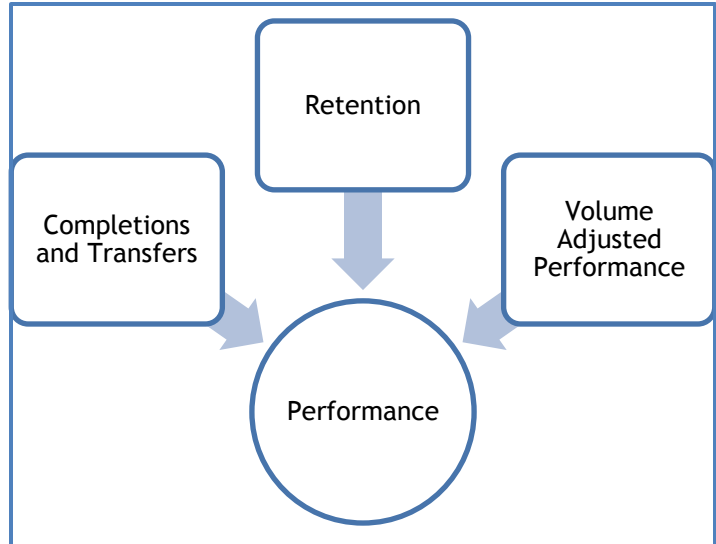 Retention
Completions
and Transfers
Volume
Adjusted
Performance
Performance